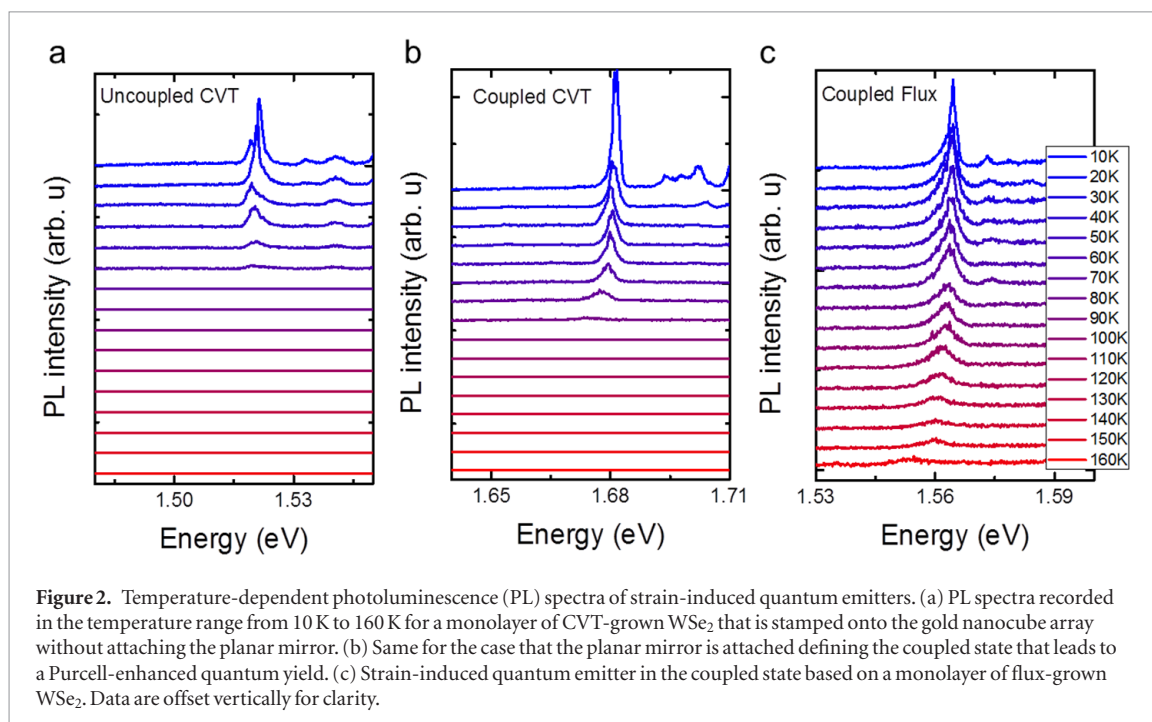 a
Uncoupled CVT
PL intensity (arb. u)
1.50
1.53
Energy (eV)
b
Coupled CVT
PL intensity (arb. u)
1.65
1.68
1.71
Energy (eV)
c
Coupled Flux
PL intensity (arb. u)
1.53
1.56
1.59
Energy (eV)
10K
20K
30K
40K
50K
60K
70K
80K
90K
100K
110K
120K
130K
140K
150K
160K
Figure 2. Temperature-dependent photoluminescence (PL) spectra of strain-induced quantum emitters. (a) PL spectra recorded
in the temperature range from 10 K to 160 K for a monolayer of CVT-grown WSe₂ that is stamped onto the gold nanocube array
without attaching the planar mirror. (b) Same for the case that the planar mirror is attached defining the coupled state that leads to
a Purcell-enhanced quantum yield. (c) Strain-induced quantum emitter in the coupled state based on a monolayer of flux-grown
WSe₂. Data are offset vertically for clarity.